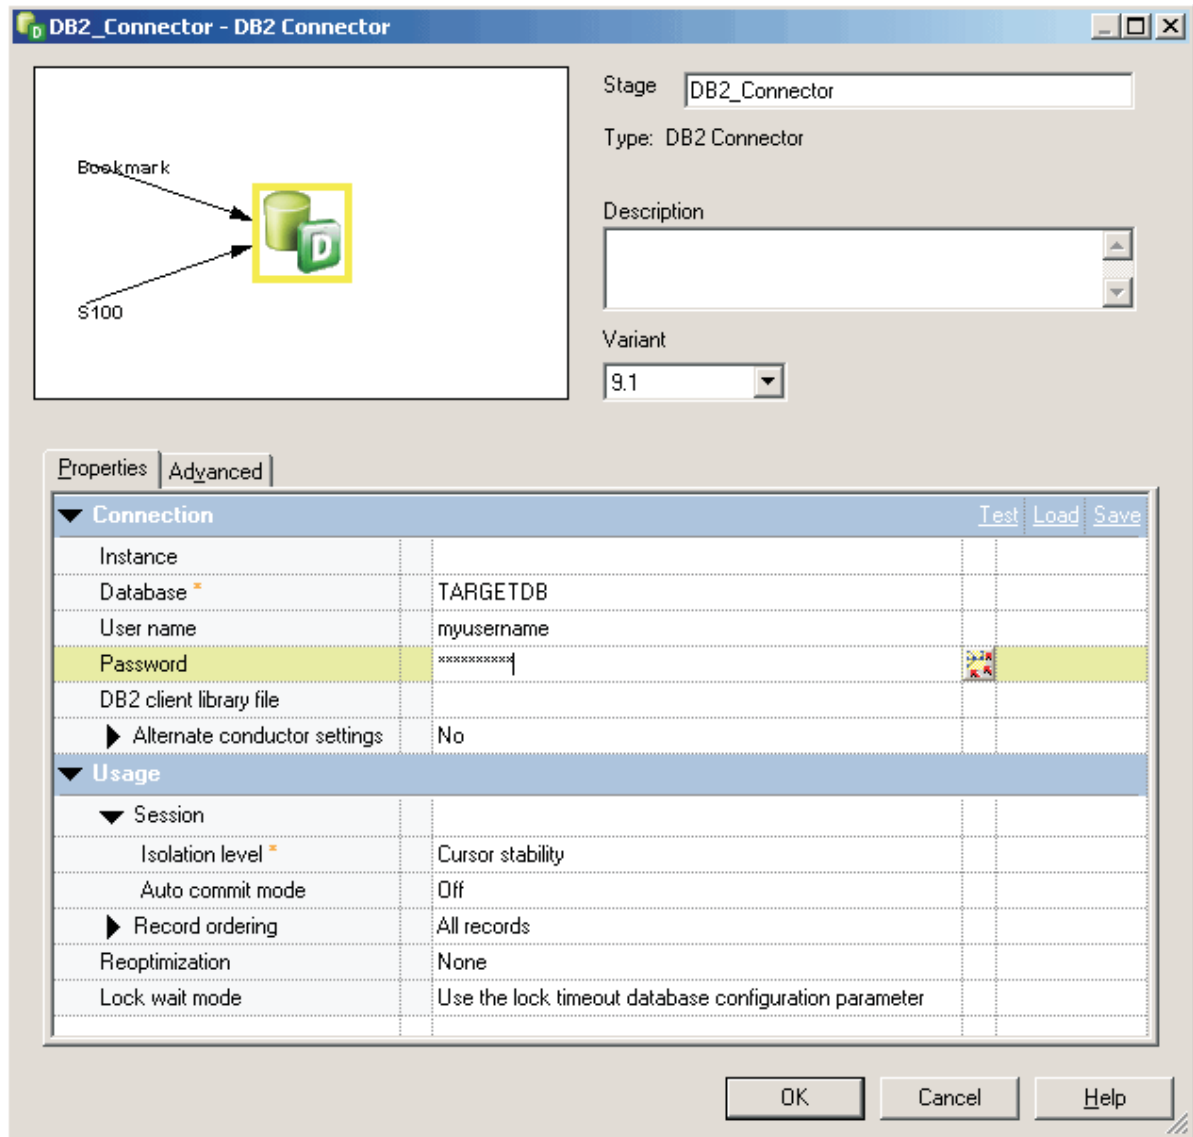 DB2_Connector - DB2 Connector
Bookmark
S100
Stage DB2_Connector
Type: DB2 Connector
Description
Variant
9.1
Properties Advanced
Connection Test Load Save
Instance
Database * TARGETDB
User name myusername
Password **********
DB2 client library file
Alternate conductor settings No
Usage
Session
Isolation level * Cursor stability
Auto commit mode Off
Record ordering All records
Reoptimization None
Lock wait mode Use the lock timeout database configuration parameter
OK Cancel Help